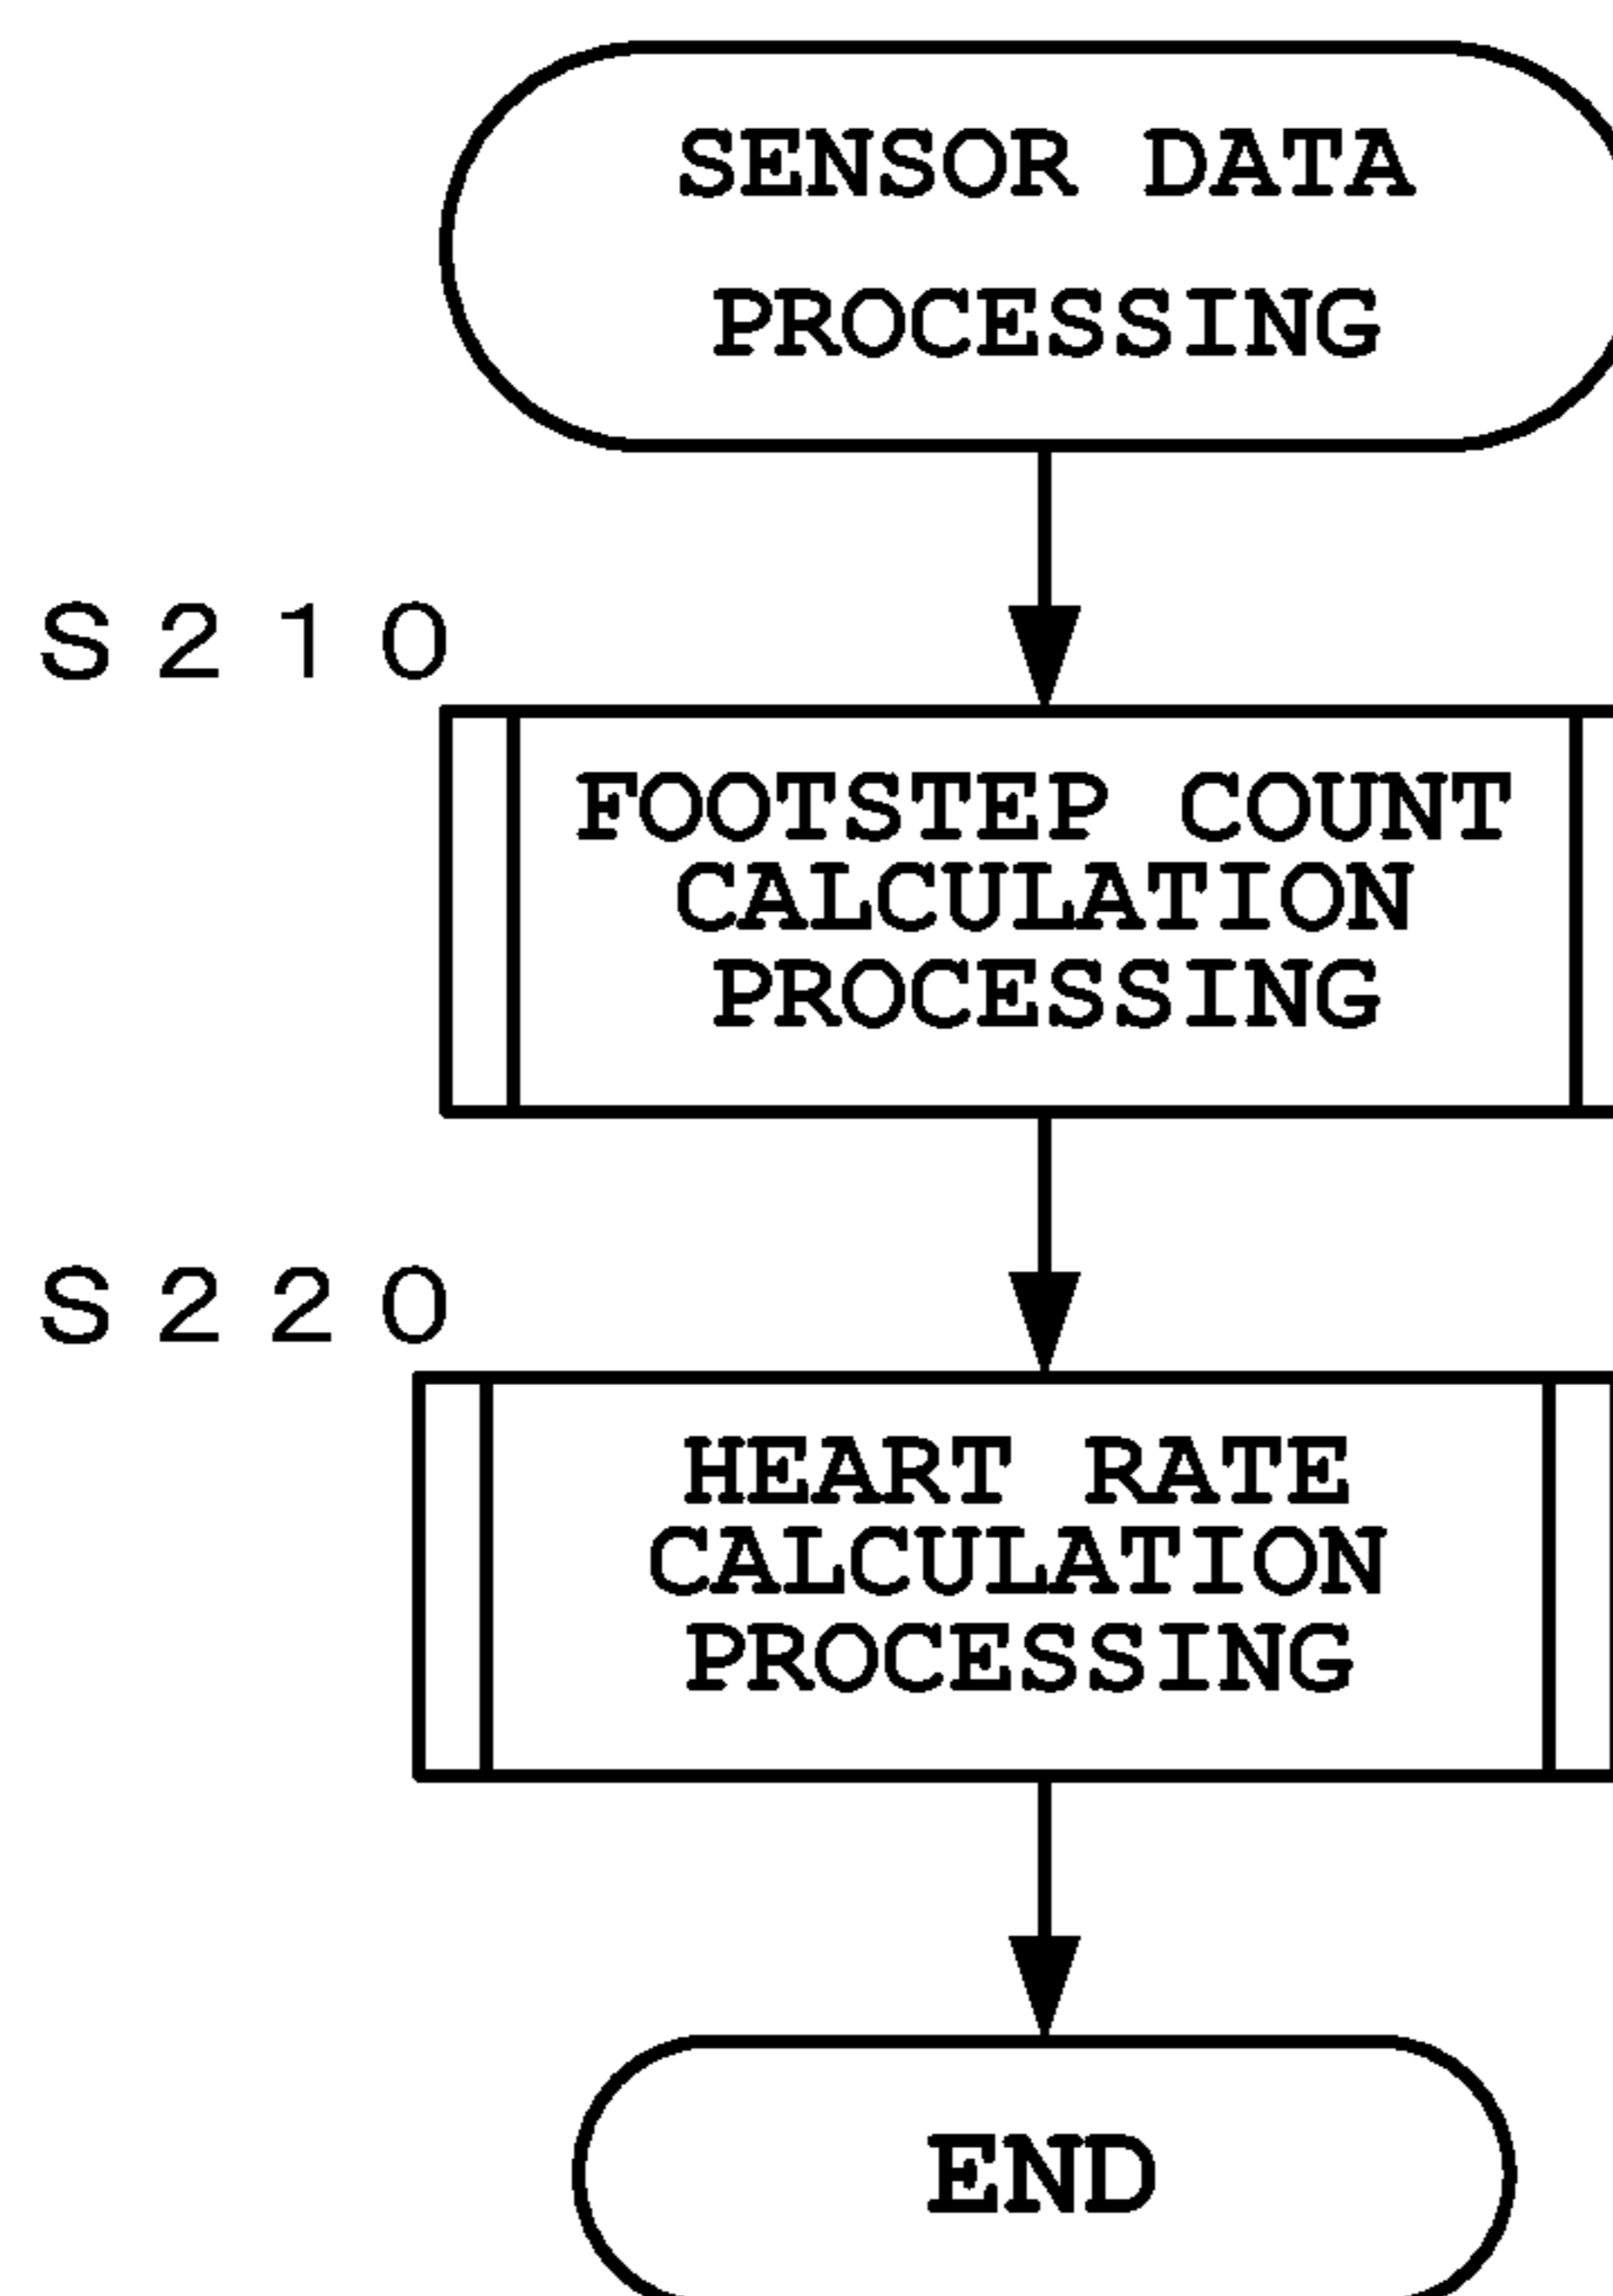 SENSOR DATA
PROCESSING
S210
FOOTSTEP COUNT
CALCULATION
PROCESSING
S220
HEART RATE
CALCULATION
PROCESSING
END